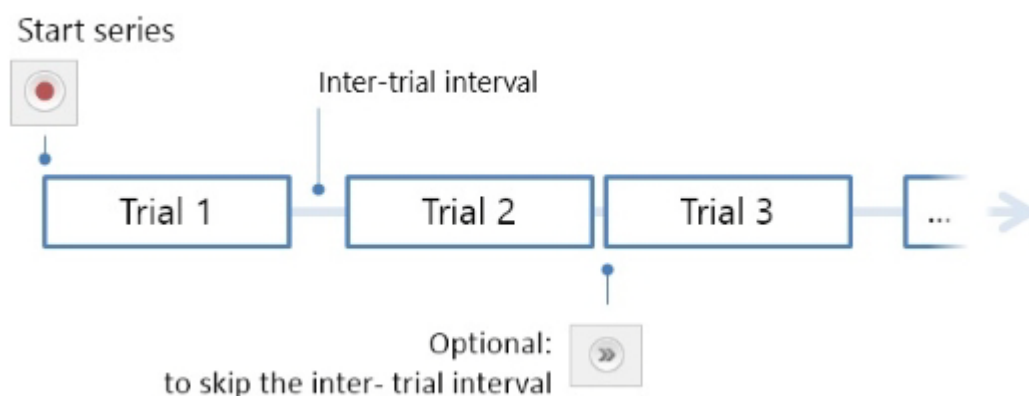 Start series
Inter-trial interval
Trial 1
Trial 2
Trial 3
...
Optional:
to skip the inter- trial interval